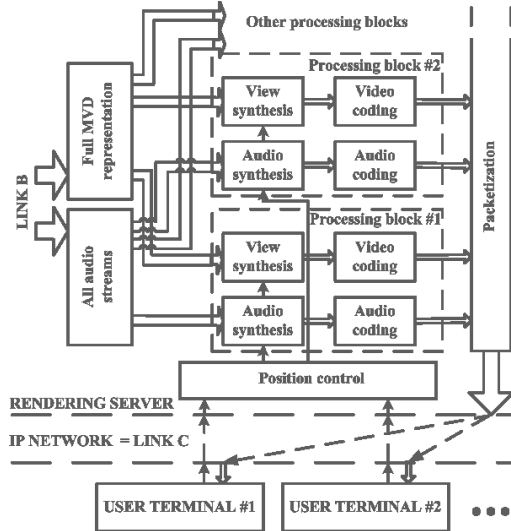 Other processing blocks
Processing block #2
View
synthesis
Video
coding
Full MVD
representation
Audio
synthesis
Audio
coding
LINK B
Packetization
Processing block #1
All audio
streams
View
synthesis
Video
coding
Audio
synthesis
Audio
coding
Position control
RENDERING SERVER
IP NETWORK = LINK C
USER TERMINAL #1
USER TERMINAL #2